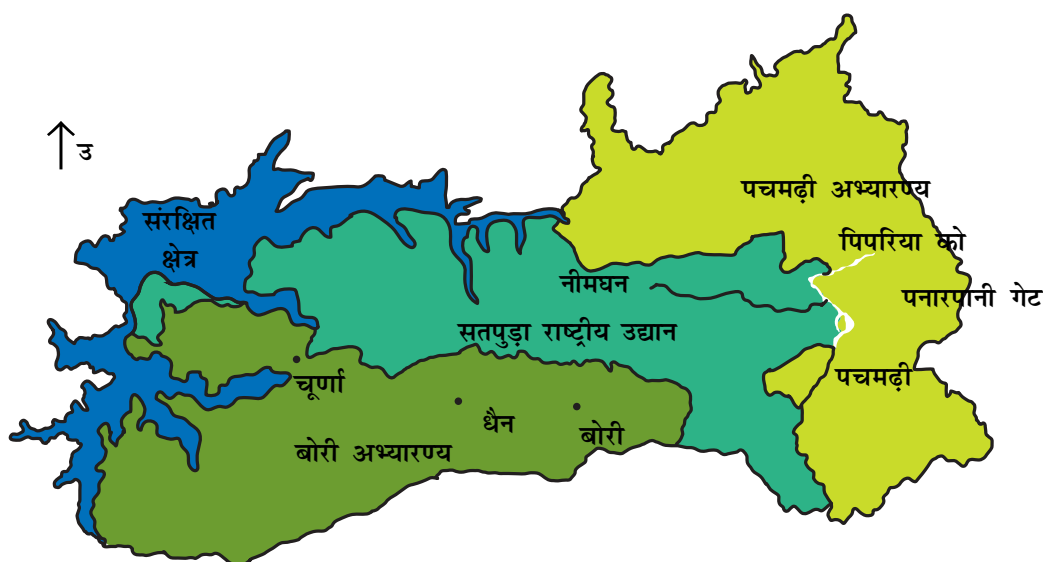 उ
पचमढ़ी अभ्यारण्य
संरक्षित
क्षेत्र
पिपरिया को
नीमघन
पनारपानी गेट
सतपुड़ा राष्ट्रीय उद्यान
पचमढ़ी
चूर्णा
धैन
बोरी
बोरी अभ्यारण्य